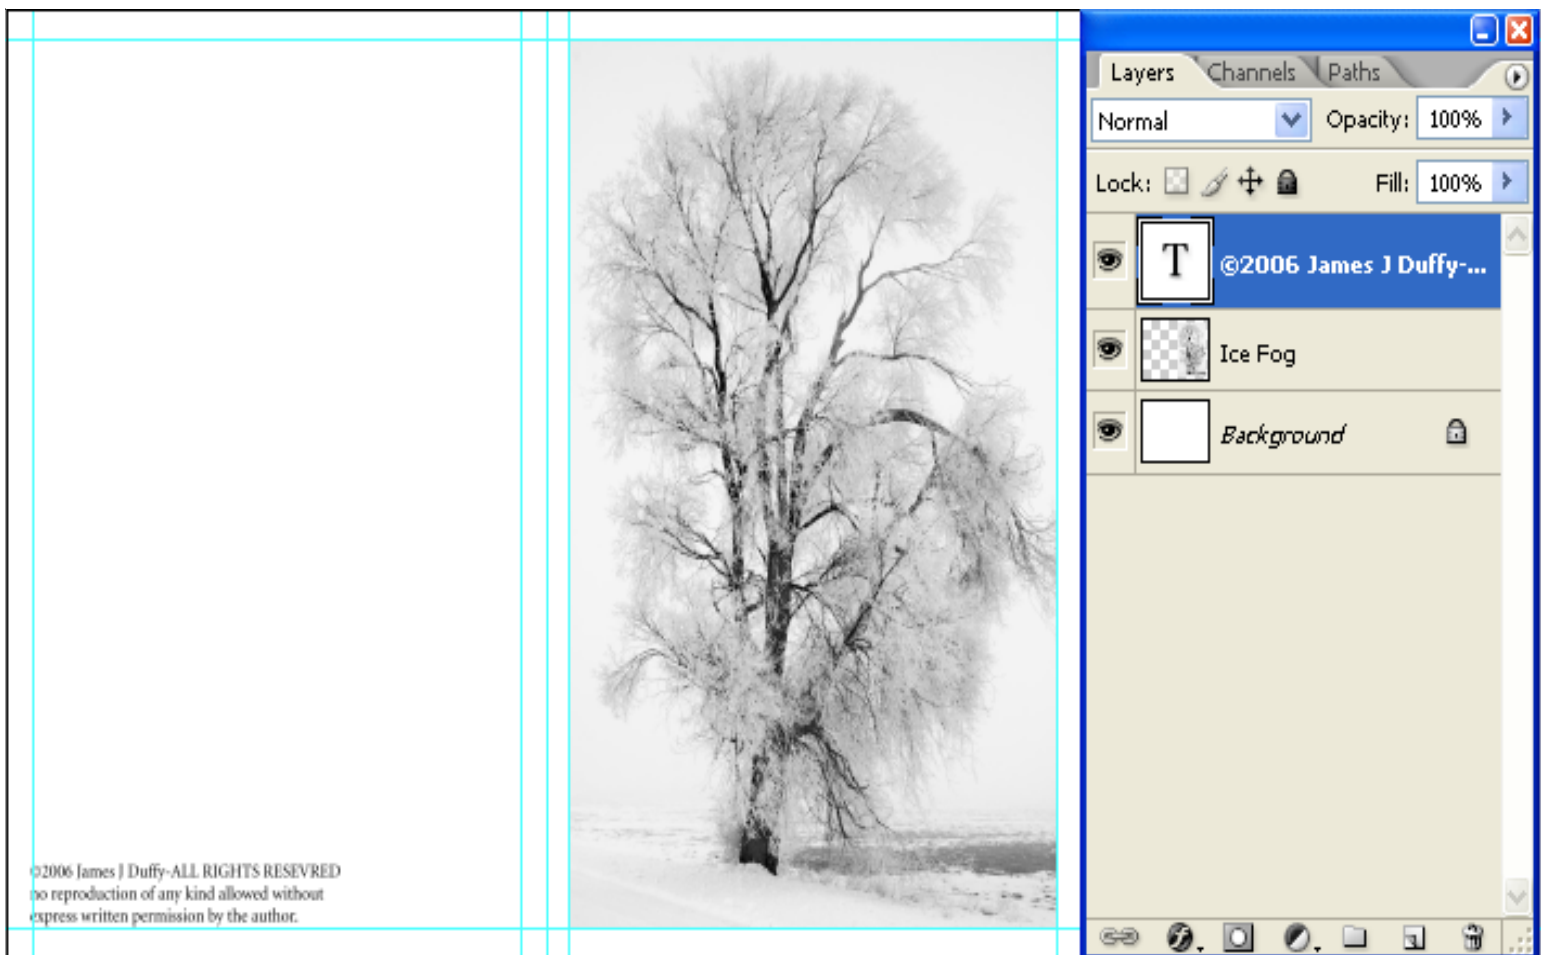 ©2006 James J Duffy-ALL RIGHTS RESEVRED
no reproduction of any kind allowed without
express written permission by the author.
Layers Channels Paths
Normal Opacity: 100%
Lock: Fill: 100%
T ©2006 James J Duffy-...
Ice Fog
Background